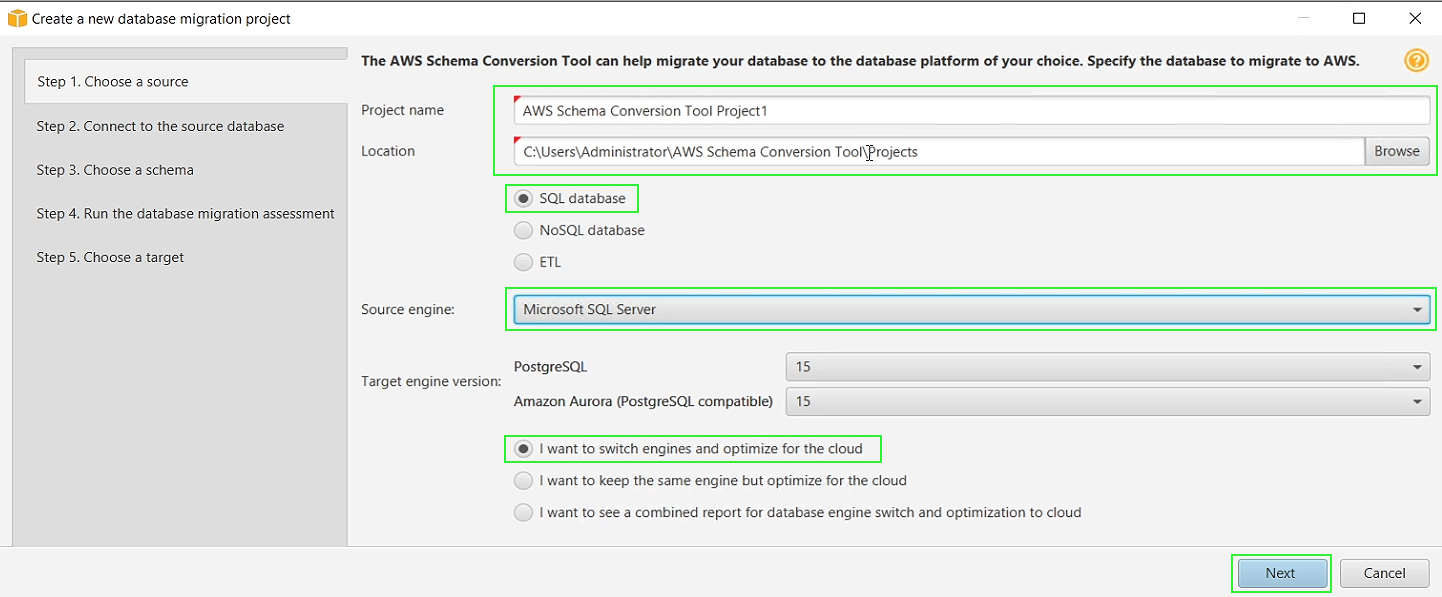 Create a new database migration project
Step 1. Choose a source
Step 2. Connect to the source database
Step 3. Choose a schema
Step 4. Run the database migration assessment
Step 5. Choose a target
The AWS Schema Conversion Tool can help migrate your database to the database platform of your choice. Specify the database to migrate to AWS.
?
Project name
AWS Schema Conversion Tool Project1
Location
C:\Users\Administrator\AWS Schema Conversion Tool\Projects
Browse
SQL database
NoSQL database
ETL
Source engine:
Microsoft SQL Server
Target engine version:
PostgreSQL
15
Amazon Aurora (PostgreSQL compatible)
15
I want to switch engines and optimize for the cloud
I want to keep the same engine but optimize for the cloud
I want to see a combined report for database engine switch and optimization to cloud
Next
Cancel